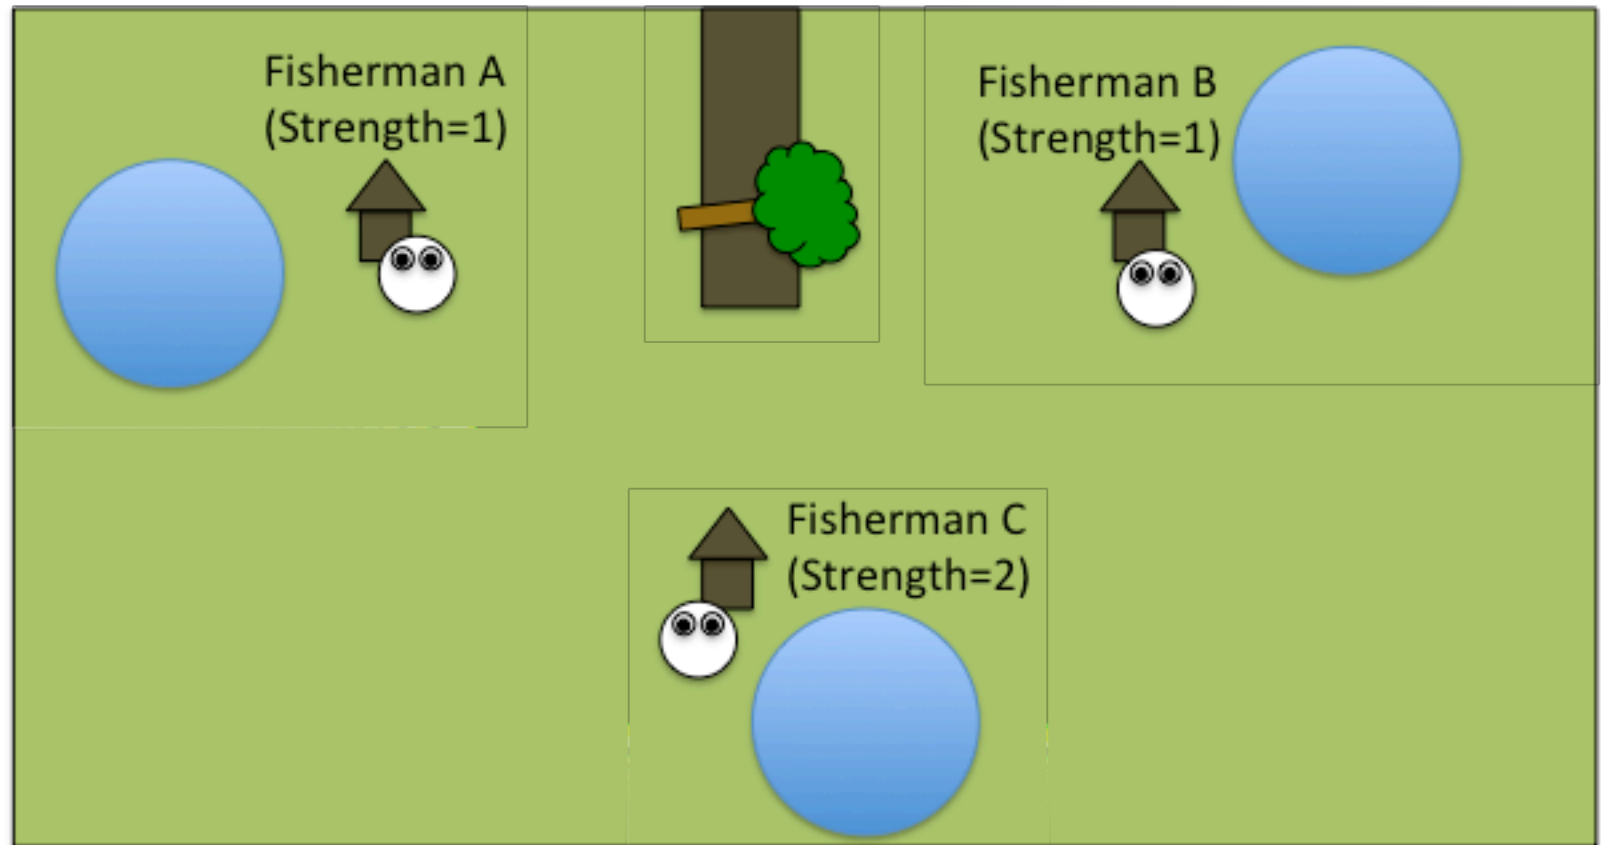 Fisherman A
(Strength=1)
Fisherman B
(Strength=1)
Fisherman C
(Strength=2)